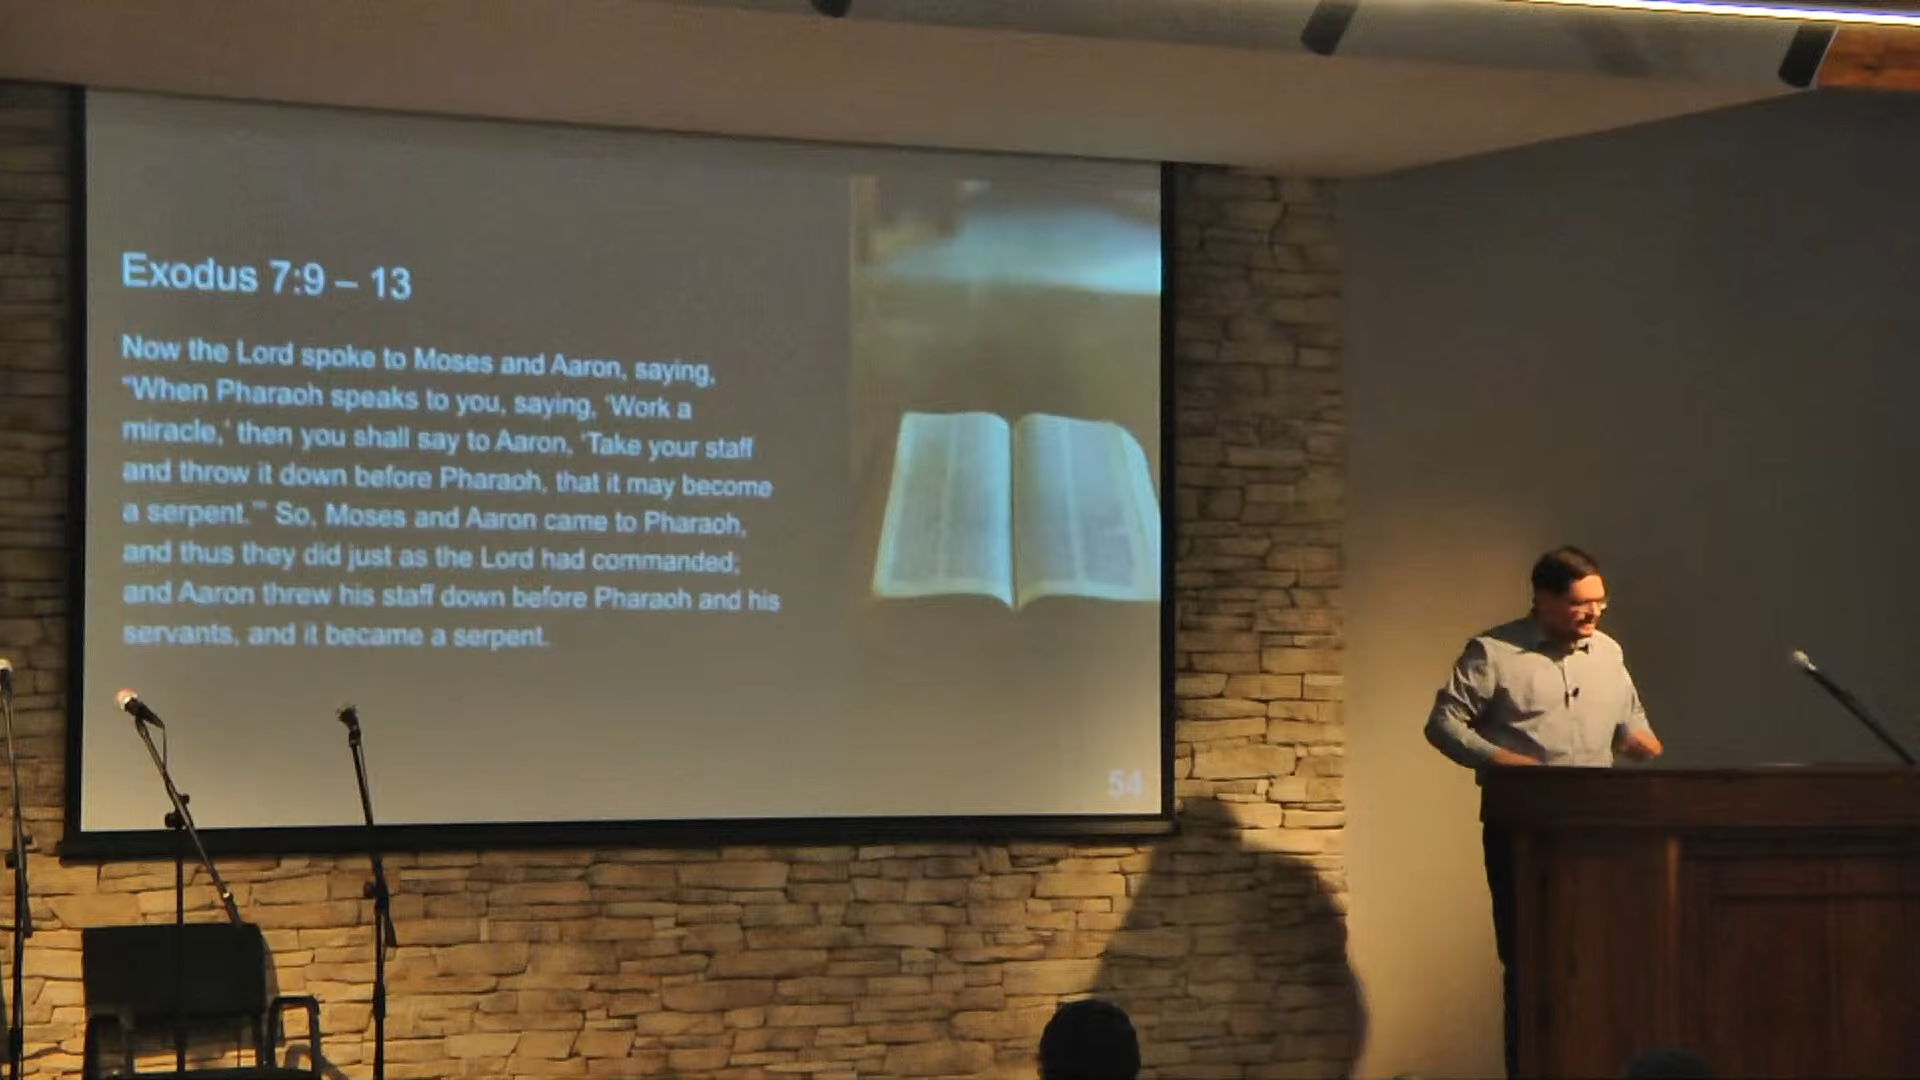 Exodus 7:9 – 13
Now the Lord spoke to Moses and Aaron, saying,
“When Pharaoh speaks to you, saying, ‘Work a
miracle,’ then you shall say to Aaron, ‘Take your staff
and throw it down before Pharaoh, that it may become
a serpent.’” So, Moses and Aaron came to Pharaoh,
and thus they did just as the Lord had commanded;
and Aaron threw his staff down before Pharaoh and his
servants, and it became a serpent.
54